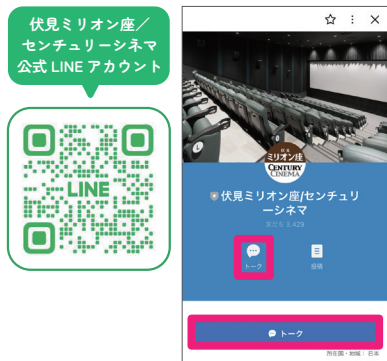 伏見ミリオン座／
センチュリーシネマ
公式 LINE アカウント
LINE
伏見
ミリオン座
CENTURY
CINEMA
伏見ミリオン座/センチュリ
ーシネマ
友だち 3,429
トーク
投稿
トーク
所在国・地域：日本